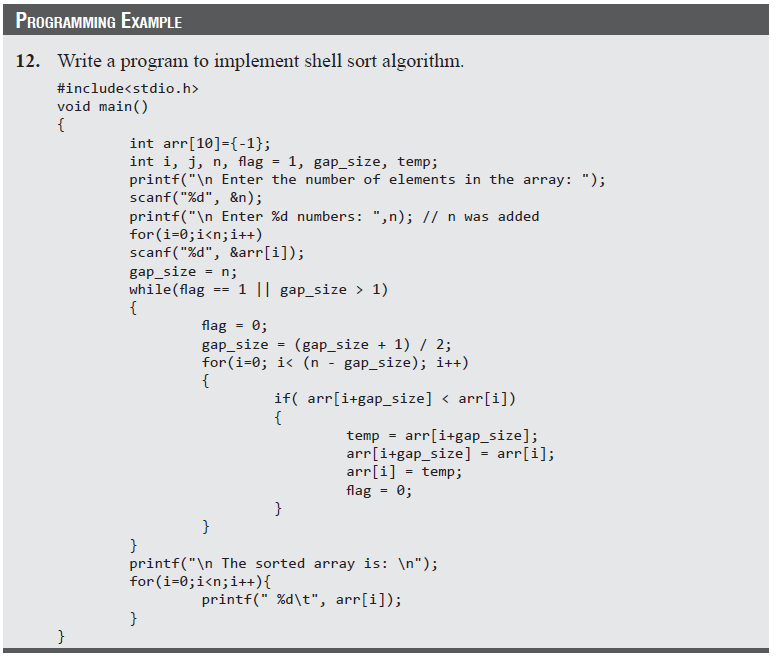 PROGRAMMING EXAMPLE
12. Write a program to implement shell sort algorithm.
#include<stdio.h>
void main()
{
int arr[10]={-1};
int i, j, n, flag = 1, gap_size, temp;
printf("\n Enter the number of elements in the array: ");
scanf("%d", &n);
printf("\n Enter %d numbers: ",n); // n was added
for(i=0;i<n;i++)
scanf("%d", &arr[i]);
gap_size = n;
while(flag == 1 || gap_size > 1)
{
flag = 0;
gap_size = (gap_size + 1) / 2;
for(i=0; i< (n - gap_size); i++)
{
if( arr[i+gap_size] < arr[i])
{
temp = arr[i+gap_size];
arr[i+gap_size] = arr[i];
arr[i] = temp;
flag = 0;
}
}
}
printf("\n The sorted array is: \n");
for(i=0;i<n;i++){
printf(" %d\t", arr[i]);
}
}